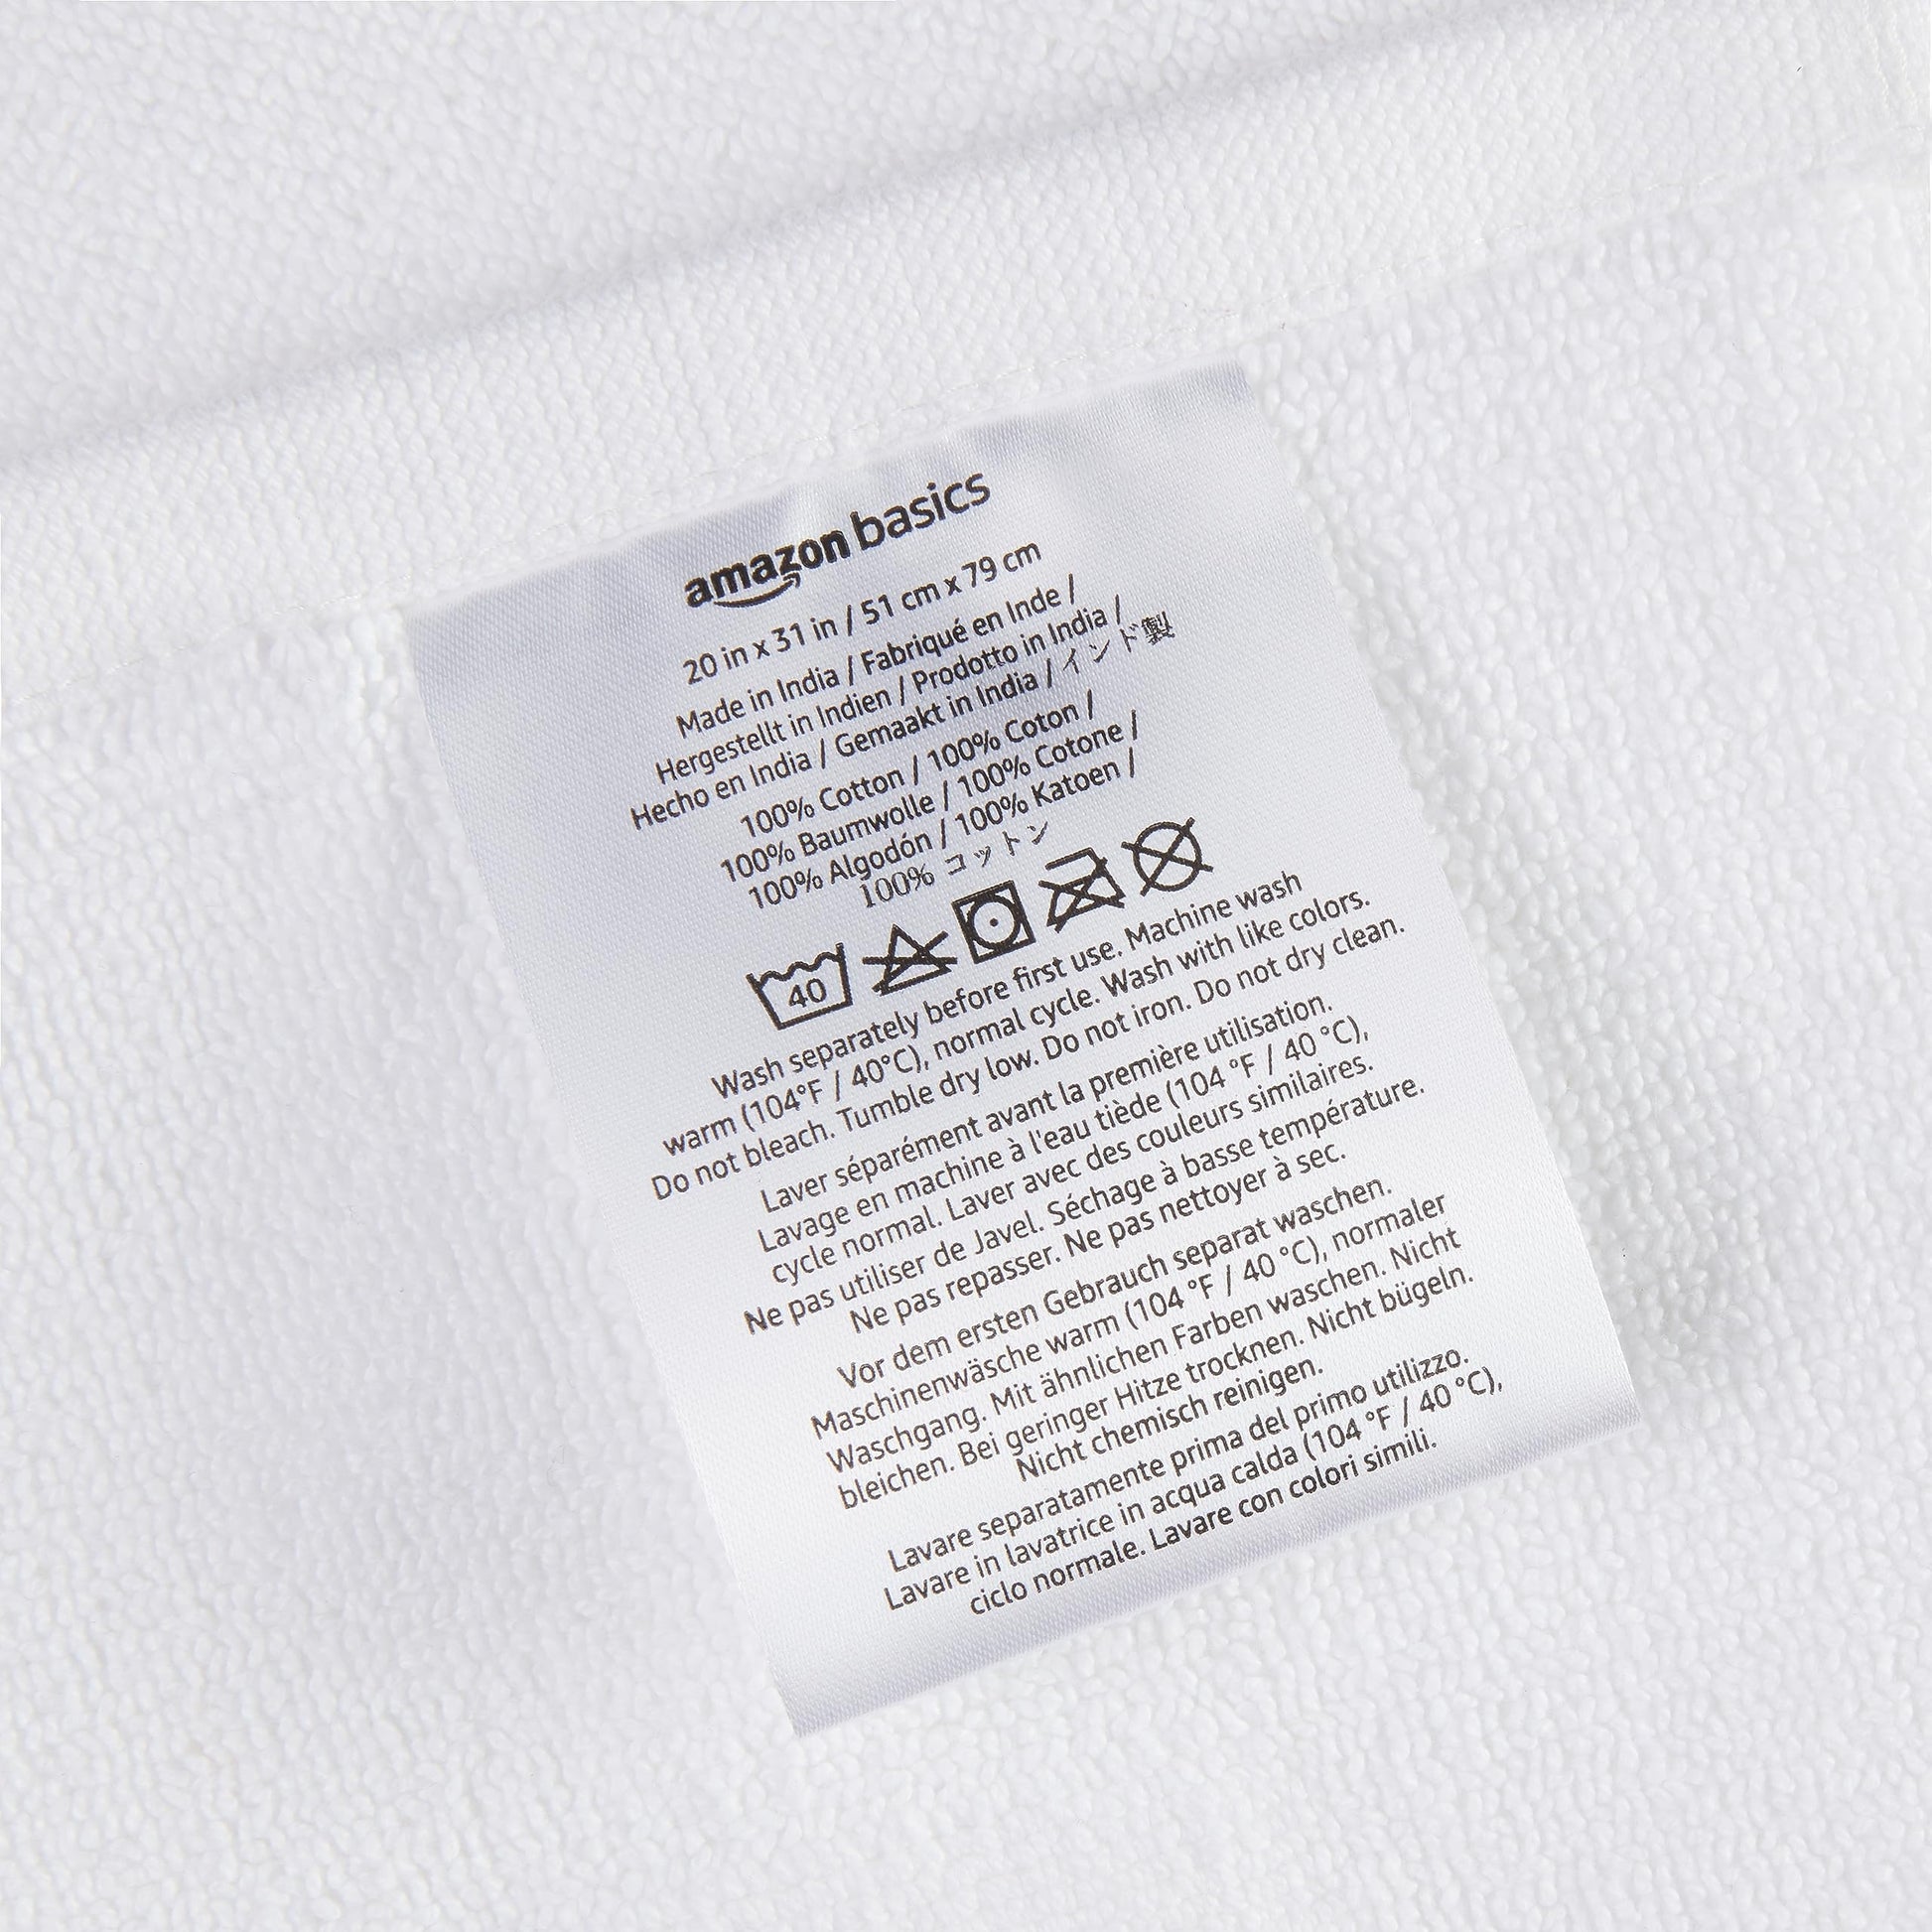 amazon basics
20 in x 31 in / 51 cm x 79 cm
Made in India / Fabriqué en Inde /
Hergestellt in Indien / Prodotto in India /
Hecho en India / Gemaakt in India / インド製
100% Cotton / 100% Coton /
100% Baumwolle / 100% Cotone /
100% Algodón / 100% Katoen /
100% コットン
40
Wash separately before first use. Machine wash
warm (104°F / 40°C), normal cycle. Wash with like colors.
Do not bleach. Tumble dry low. Do not iron. Do not dry clean.
Laver séparément avant la première utilisation.
Lavage en machine à l'eau tiède (104 °F / 40 °C),
cycle normal. Laver avec des couleurs similaires.
Ne pas utiliser de Javel. Séchage à basse température.
Ne pas repasser. Ne pas nettoyer à sec.
Vor dem ersten Gebrauch separat waschen.
Maschinenwäsche warm (104 °F / 40 °C), normaler
Waschgang. Mit ähnlichen Farben waschen. Nicht
bleichen. Bei geringer Hitze trocknen. Nicht bügeln.
Nicht chemisch reinigen.
Lavare separatamente prima del primo utilizzo.
Lavare in lavatrice in acqua calda (104 °F / 40 °C),
ciclo normale. Lavare con colori simili.